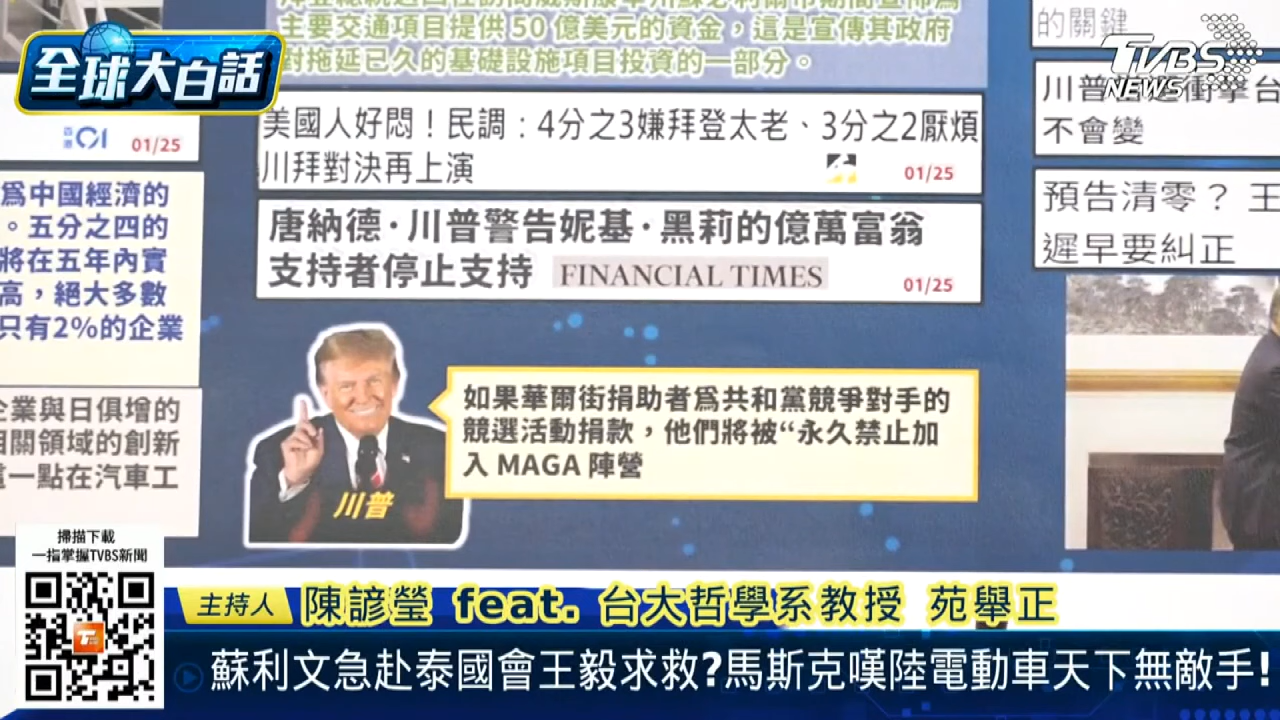 全球大白話
TVBS
NEWS
主要交通項目提供 50 億美元的資金，這是宣傳其政府
對拖延已久的基礎設施項目投資的一部分。
01 01/25
為中國經濟的
。五分之四的
將在五年內實
高，絕大多數
只有2%的企業
企業與日俱增的
相關領域的創新
這一點在汽車工
美國人好悶！民調：4分之3嫌拜登太老、3分之2厭煩
川拜對決再上演
01/25
唐納德·川普警告妮基·黑莉的億萬富翁
支持者停止支持 FINANCIAL TIMES
01/25
如果華爾街捐助者為共和黨競爭對手的
競選活動捐款，他們將被“永久禁止加
入 MAGA 陣營
川普
的關鍵
不會變
預告清零？ 王
遲早要糾正
掃描下載
一指掌握TVBS新聞
主持人 陳諺瑩 feat. 台大哲學系教授 苑舉正
蘇利文急赴泰國會王毅求救?馬斯克嘆陸電動車天下無敵手!